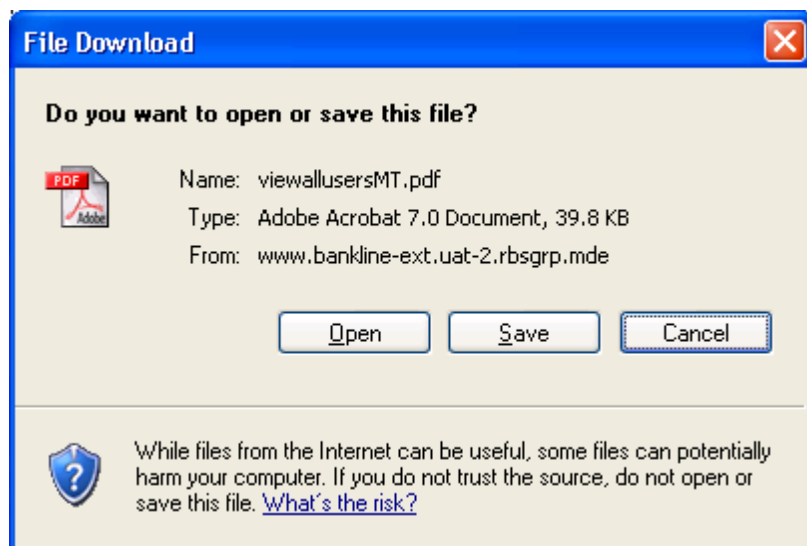 File Download
Do you want to open or save this file?
PDF
Adobe
Name: viewallusersMT.pdf
Type: Adobe Acrobat 7.0 Document, 39.8 KB
From: www.bankline-ext.uat-2.rbsgrp.mde
Open Save Cancel
While files from the Internet can be useful, some files can potentially
harm your computer. If you do not trust the source, do not open or
save this file. What's the risk?